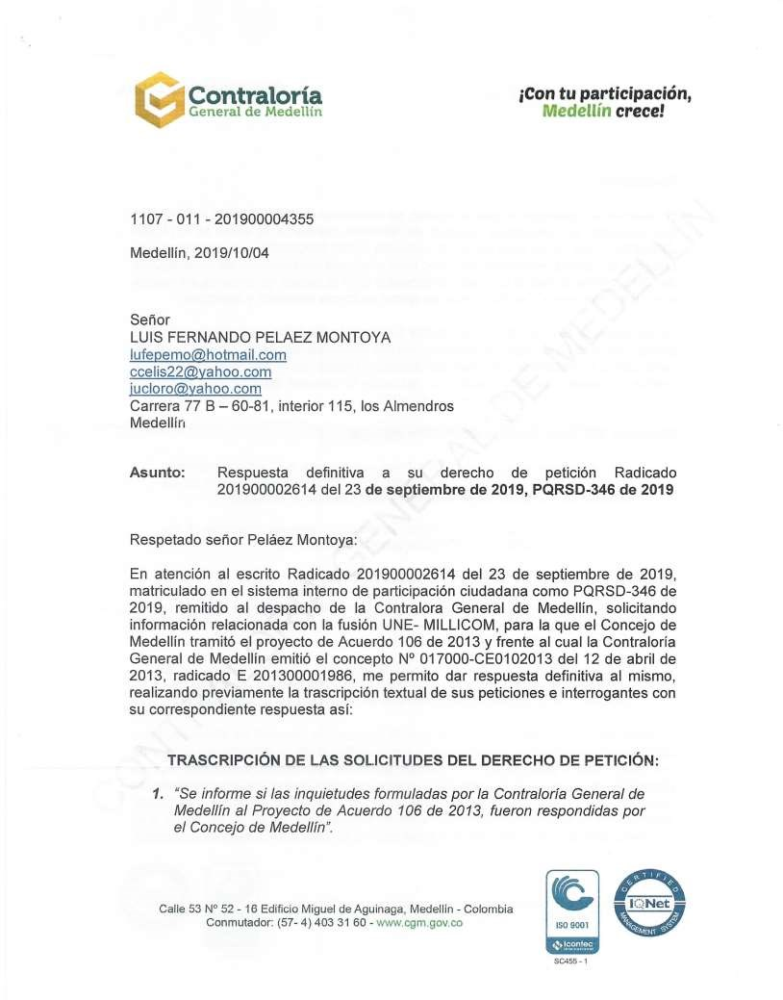 Contraloría
General de Medellín
¡Con tu participación,
Medellín crece!
1107 - 011 - 201900004355
Medellín, 2019/10/04
Señor
LUIS FERNANDO PELAEZ MONTOYA
lufepemo@hotmail.com
ccelis22@yahoo.com
jucloro@yahoo.com
Carrera 77 B – 60-81, interior 115, los Almendros
Medellín
Asunto: Respuesta definitiva a su derecho de petición Radicado
201900002614 del 23 de septiembre de 2019, PQRSD-346 de 2019
Respetado señor Peláez Montoya:
En atención al escrito Radicado 201900002614 del 23 de septiembre de 2019,
matriculado en el sistema interno de participación ciudadana como PQRSD-346 de
2019, remitido al despacho de la Contralora General de Medellín, solicitando
información relacionada con la fusión UNE- MILLICOM, para la que el Concejo de
Medellín tramitó el proyecto de Acuerdo 106 de 2013 y frente al cual la Contraloría
General de Medellín emitió el concepto Nº 017000-CE0102013 del 12 de abril de
2013, radicado E 201300001986, me permito dar respuesta definitiva al mismo,
realizando previamente la trascripción textual de sus peticiones e interrogantes con
su correspondiente respuesta así:
TRASCRIPCIÓN DE LAS SOLICITUDES DEL DERECHO DE PETICIÓN:
1. "Se informe si las inquietudes formuladas por la Contraloría General de
Medellín al Proyecto de Acuerdo 106 de 2013, fueron respondidas por
el Concejo de Medellín".
Calle 53 Nº 52 - 16 Edificio Miguel de Aguinaga, Medellín - Colombia
Conmutador: (57- 4) 403 31 60 - www.cgm.gov.co
ISO 9001
icontec
international
SC455 - 1
CERTIFIED
IQNet
MANAGEMENT SYSTEM
CONTRALORÍA GENERAL DE MEDELLÍN